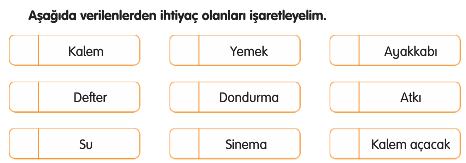 Aşağıda verilenlerden ihtiyaç olanları işaretleyelim.
Kalem Yemek Ayakkabı
Defter Dondurma Atkı
Su Sinema Kalem açacak